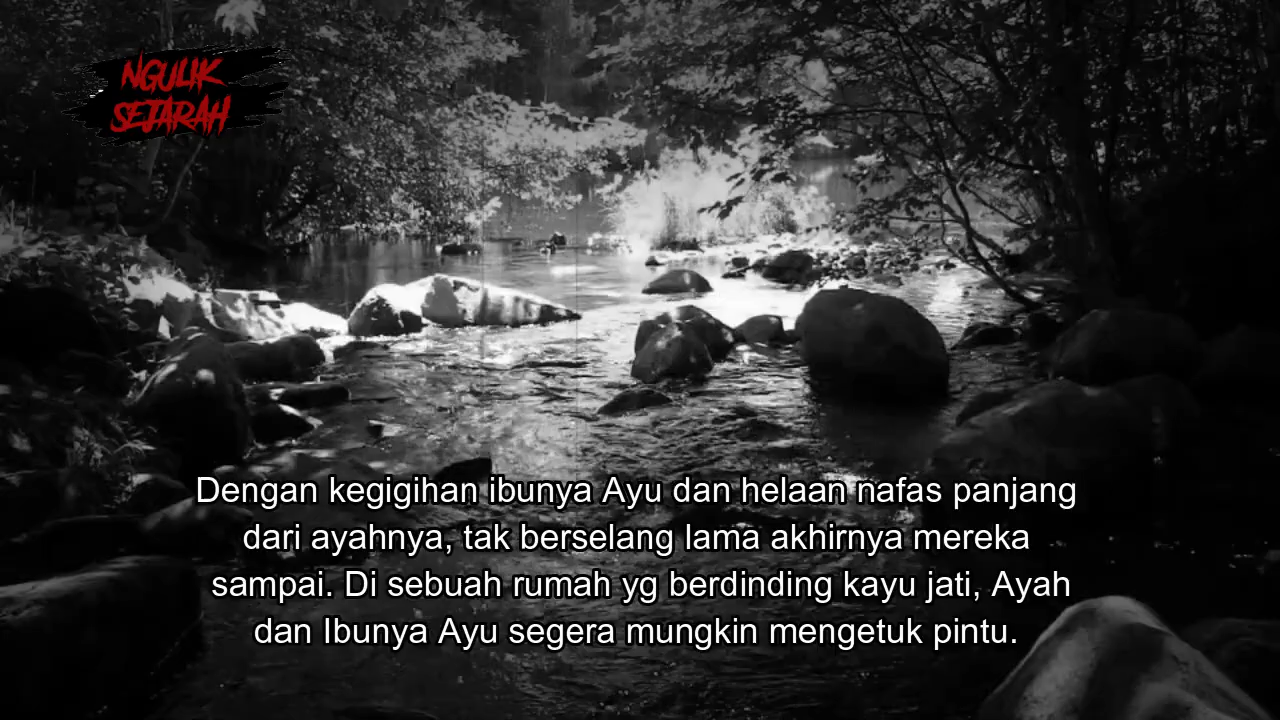 NGULIK
SEJARAH
Dengan kegigihan ibunya Ayu dan helaan nafas panjang
dari ayahnya, tak berselang lama akhirnya mereka
sampai. Di sebuah rumah yg berdinding kayu jati, Ayah
dan Ibunya Ayu segera mungkin mengetuk pintu.